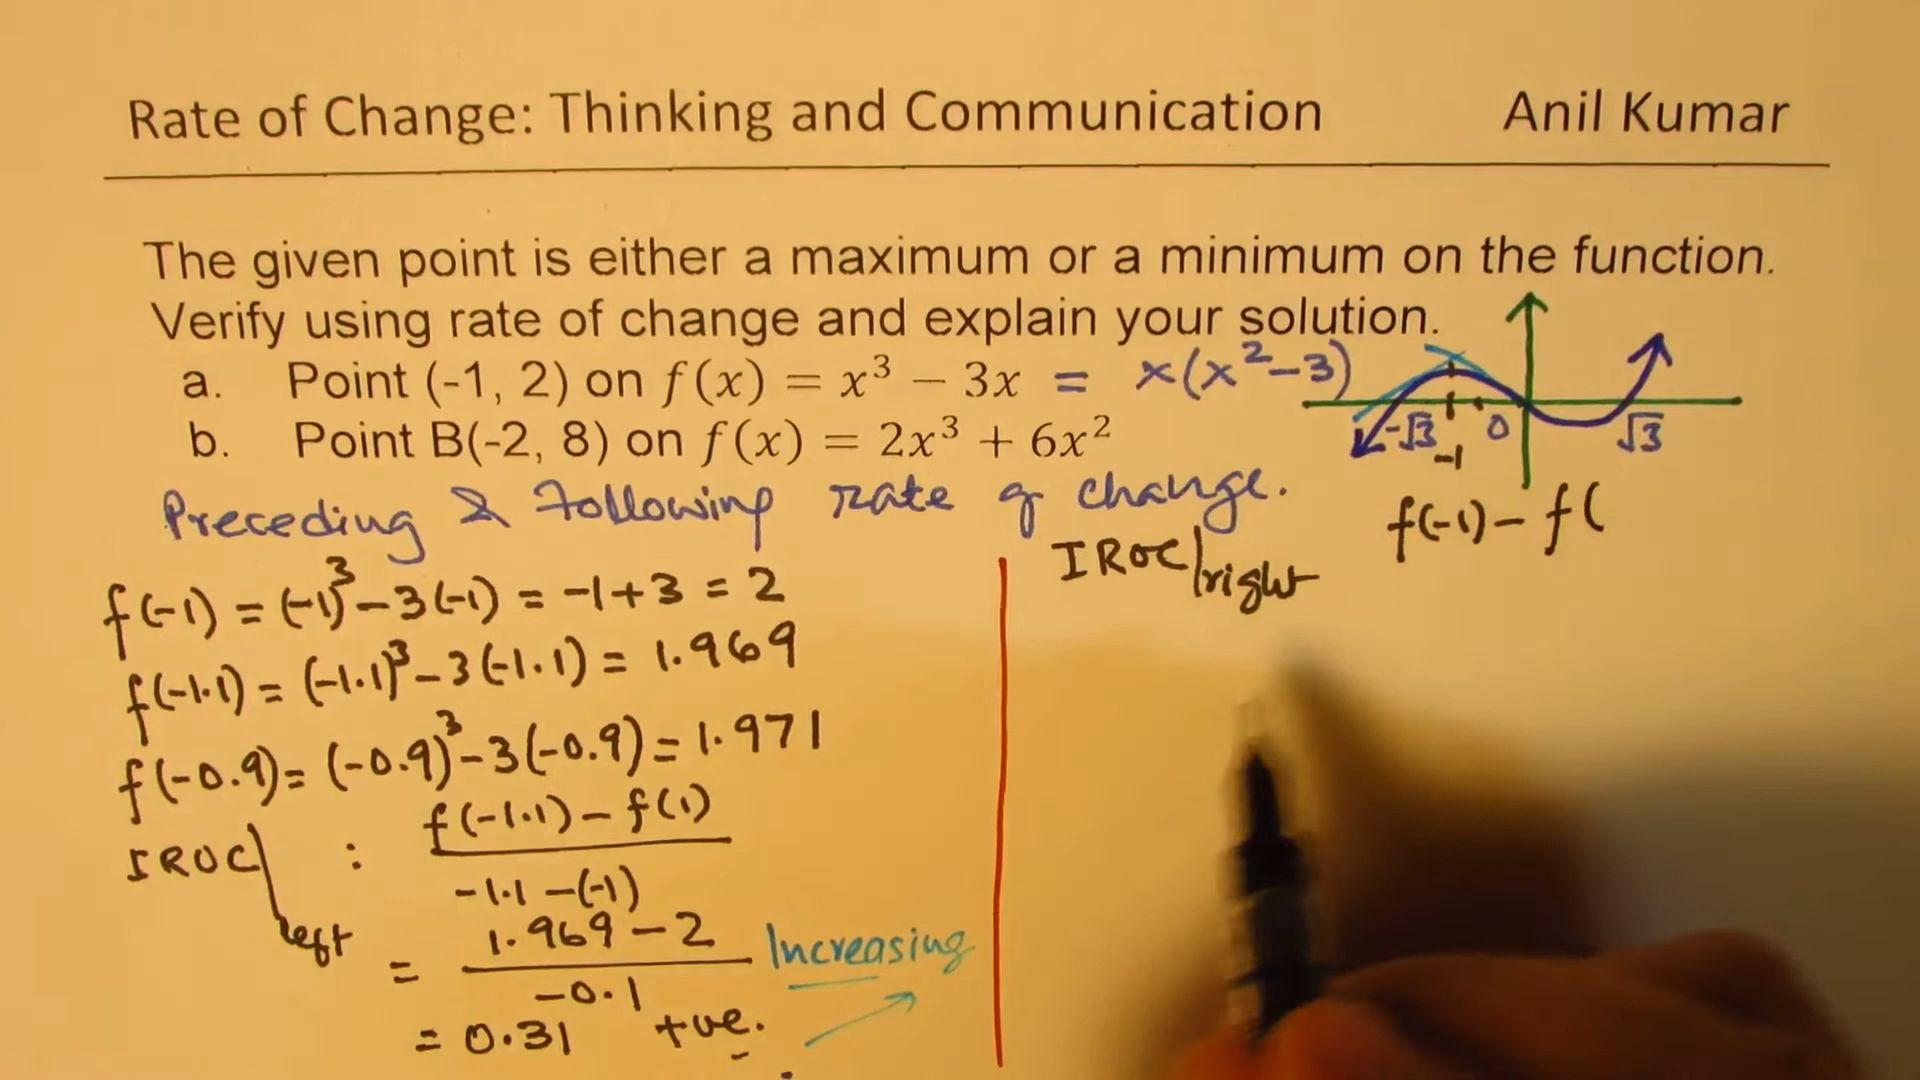 Rate of Change: Thinking and Communication Anil Kumar
The given point is either a maximum or a minimum on the function.
Verify using rate of change and explain your solution.
a. Point (-1, 2) on f(x) = x³ − 3x = x(x²-3)
b. Point B(-2, 8) on f(x) = 2x³ + 6x²
-√3 -1 0 √3
Preceding & Following rate of change.
f(-1) = (-1)³-3(-1) = -1+3 = 2
f(-1.1) = (-1.1)³-3(-1.1) = 1.969
f(-0.9) = (-0.9)³-3(-0.9) = 1.971
IROC|left : f(-1.1) - f(1)
-1.1 -(-1)
= 1.969 - 2
-0.1
= 0.31 +ve.
Increasing
IROC|right f(-1) - f(